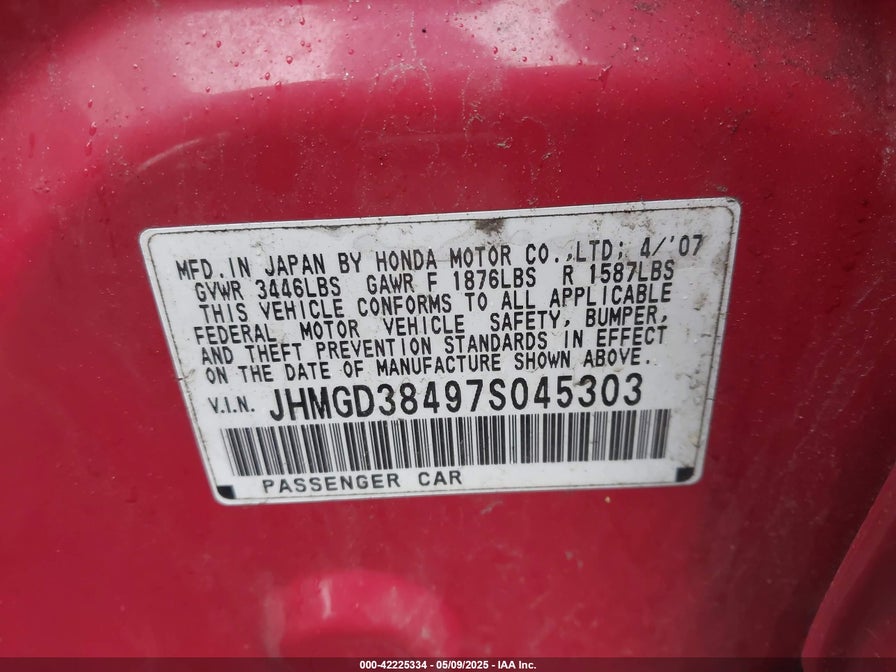 MFD. IN JAPAN BY HONDA MOTOR CO.,LTD; 4/'07
GVWR 3446LBS GAWR F 1876LBS R 1587LBS
THIS VEHICLE CONFORMS TO ALL APPLICABLE
FEDERAL MOTOR VEHICLE SAFETY, BUMPER,
AND THEFT PREVENTION STANDARDS IN EFFECT
ON THE DATE OF MANUFACTURE SHOWN ABOVE.
V.I.N. JHMGD38497S045303
PASSENGER CAR
000-42225334 | 05/09/2025 | © IAA Inc.